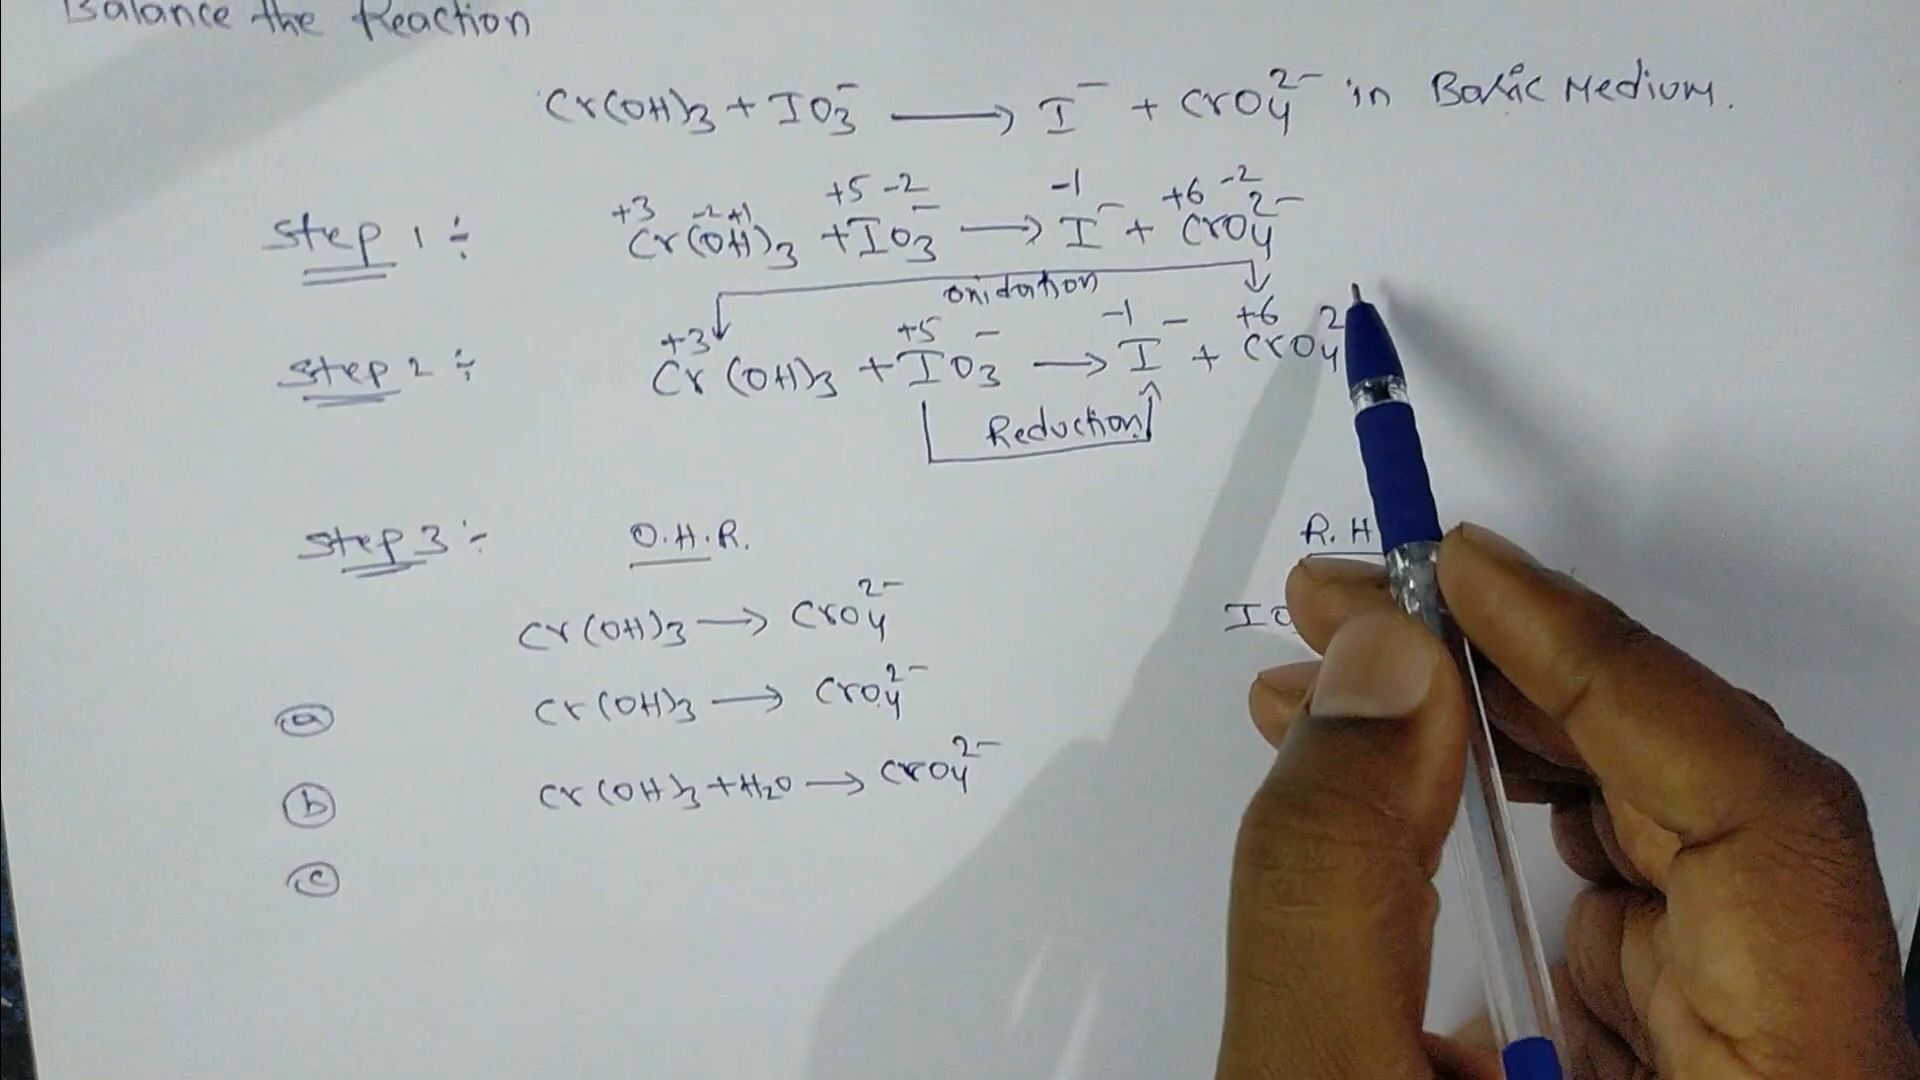 Balance the Reaction
Cr(OH)3 + IO3⁻ ⟶ I⁻ + CrO4²⁻ in Basic Medium.
+3 -2 +1 +5 -2 -1 +6 -2
Step 1 ÷ Cr(OH)3 + IO3⁻ ⟶ I⁻ + CrO4²⁻
oxidation
+3 +5 -1 +6
Step 2 ÷ Cr(OH)3 + IO3⁻ ⟶ I⁻ + CrO4²
Reduction
Step 3 :- O.H.R. R.H
Cr(OH)3 ⟶ CrO4²⁻ IO
(a) Cr(OH)3 ⟶ CrO4²⁻
(b) Cr(OH)3 + H2O ⟶ CrO4²⁻
(c)